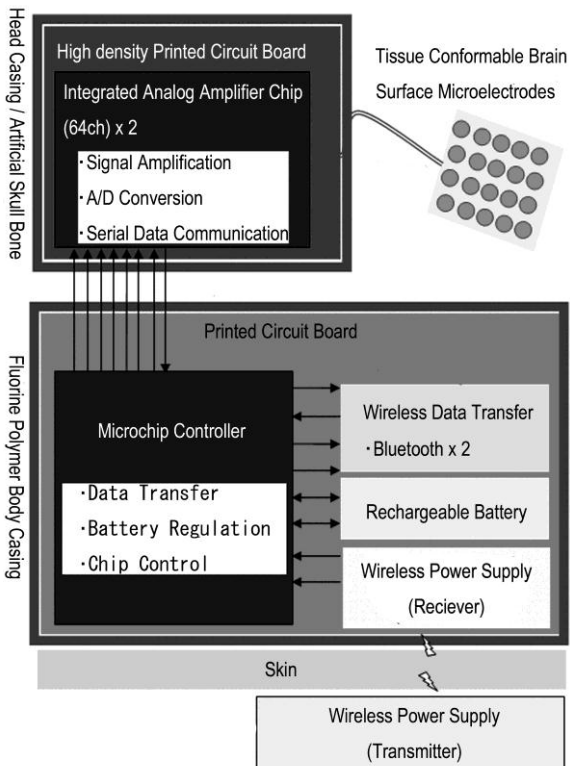 Head Casing / Artificial Skull Bone
High density Printed Circuit Board
Integrated Analog Amplifier Chip
(64ch) x 2
・Signal Amplification
・A/D Conversion
・Serial Data Communication
Tissue Conformable Brain
Surface Microelectrodes
Fluorine Polymer Body Casing
Printed Circuit Board
Microchip Controller
・Data Transfer
・Battery Regulation
・Chip Control
Wireless Data Transfer
・Bluetooth x 2
Rechargeable Battery
Wireless Power Supply
(Reciever)
Skin
Wireless Power Supply
(Transmitter)